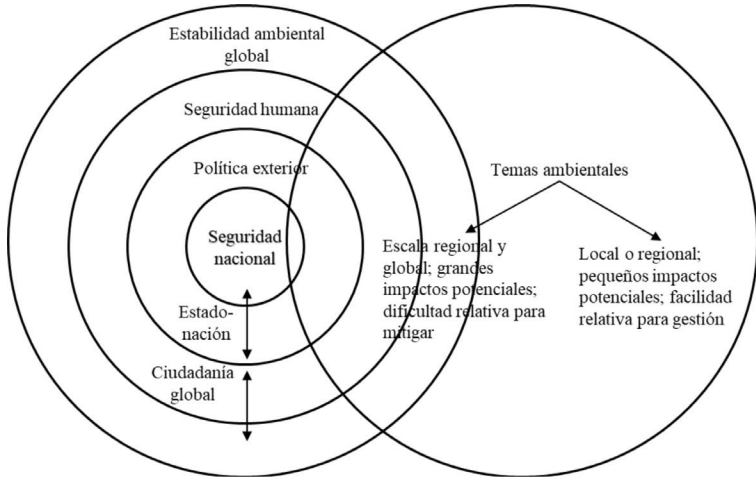 Estabilidad ambiental
global
Seguridad humana
Política exterior
Seguridad
nacional
Estado-
nación
Ciudadanía
global
Temas ambientales
Escala regional y
global; grandes
impactos potenciales;
dificultad relativa para
mitigar
Local o regional;
pequeños impactos
potenciales; facilidad
relativa para gestión